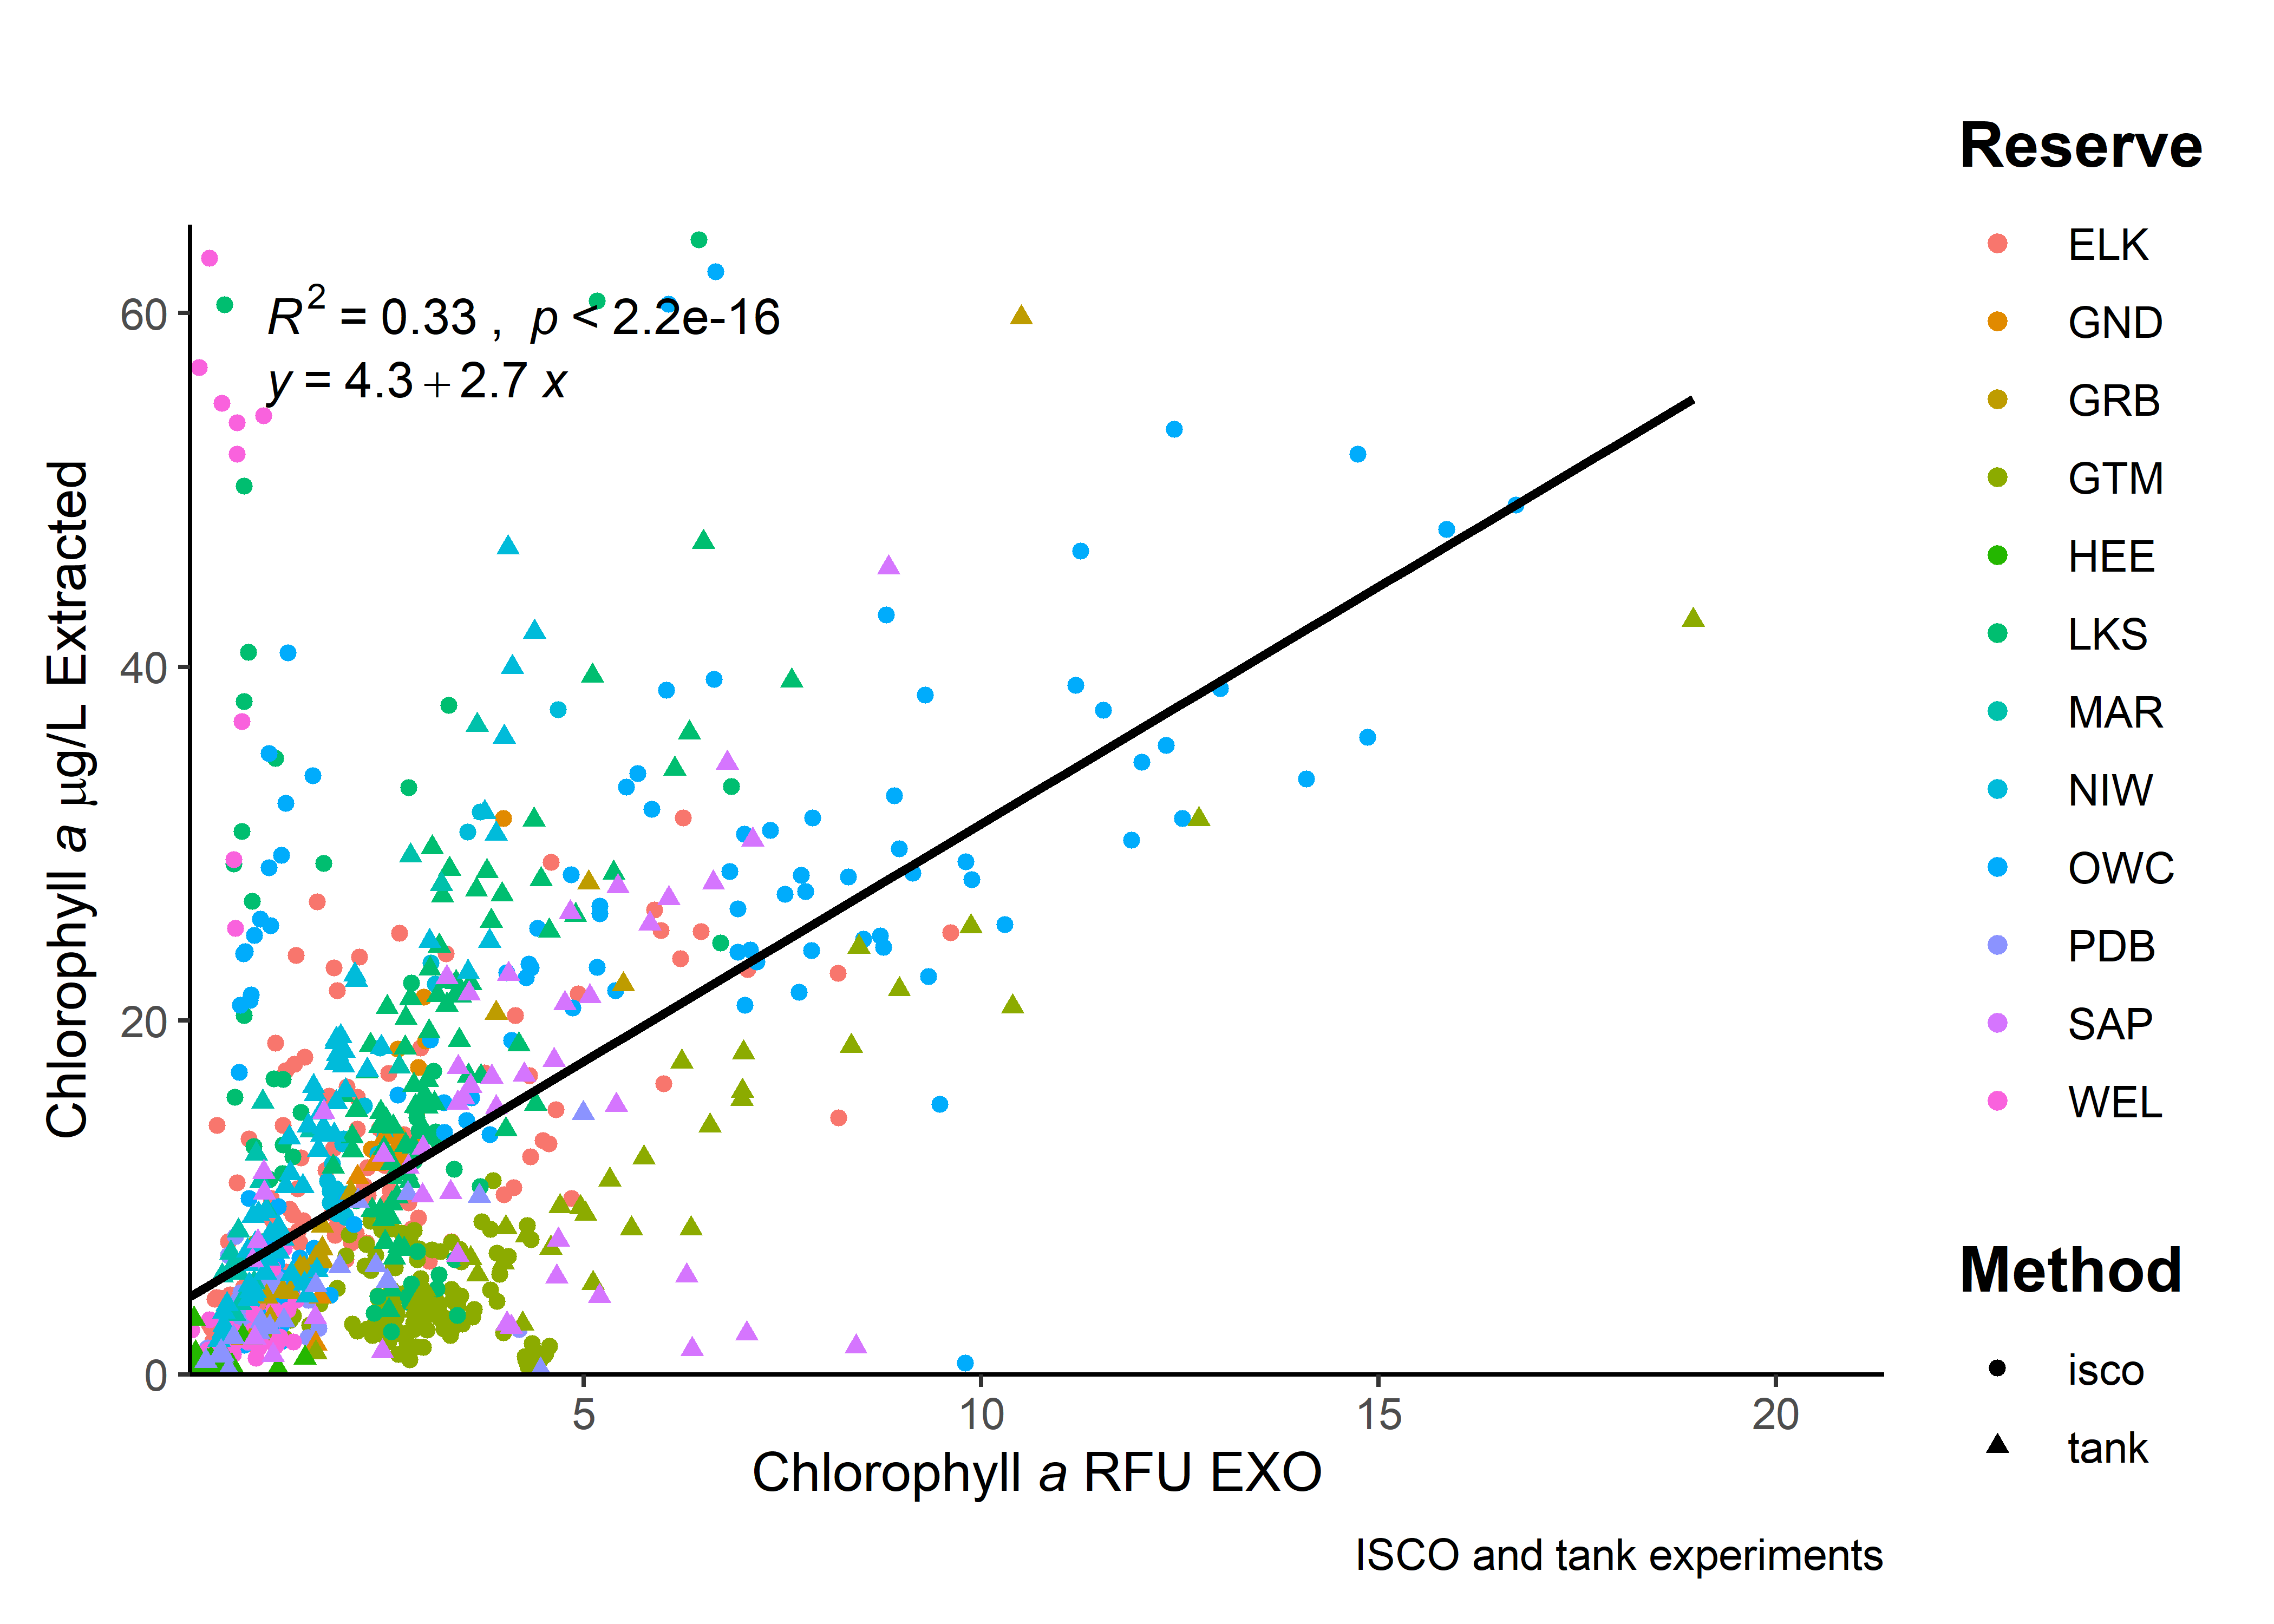 R² = 0.33 , p < 2.2e-16
y = 4.3 + 2.7 x
Chlorophyll a µg/L Extracted
60
40
20
0
5
10
15
20
Chlorophyll a RFU EXO
ISCO and tank experiments
Reserve
ELK
GND
GRB
GTM
HEE
LKS
MAR
NIW
OWC
PDB
SAP
WEL
Method
isco
tank